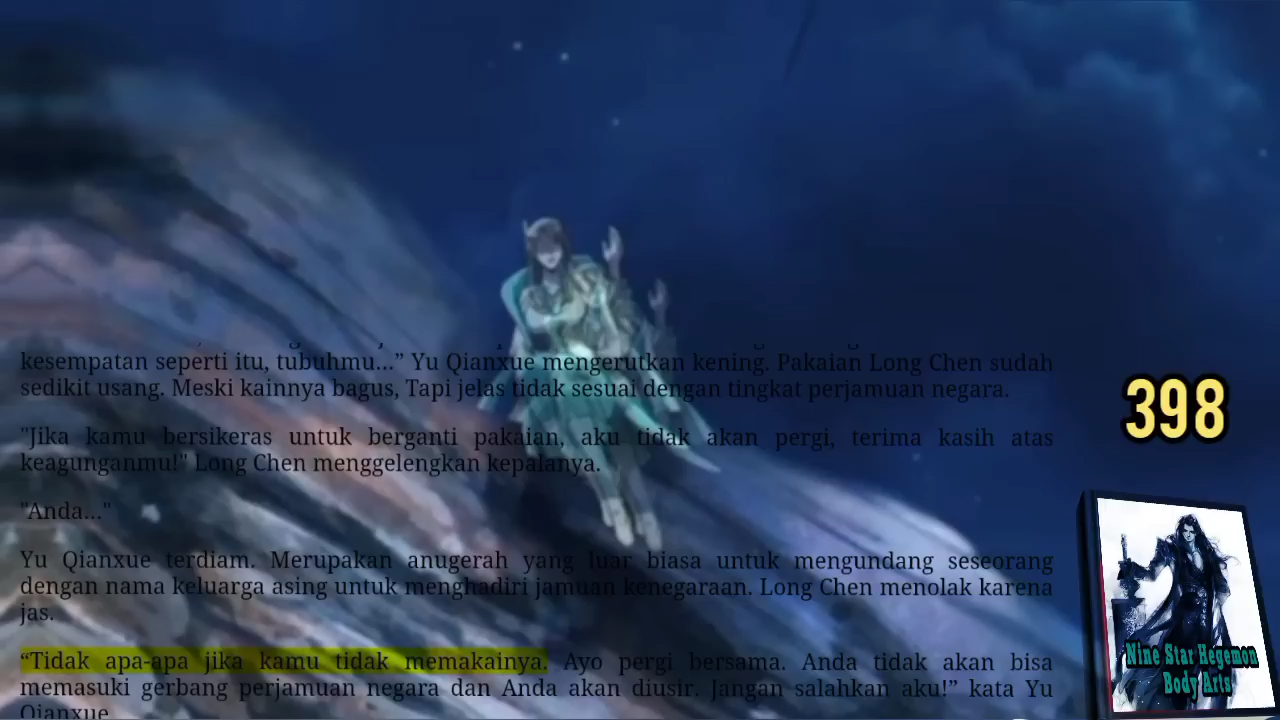 kesempatan seperti itu, tubuhmu...” Yu Qianxue mengerutkan kening. Pakaian Long Chen sudah
sedikit usang. Meski kainnya bagus, Tapi jelas tidak sesuai dengan tingkat perjamuan negara.
"Jika kamu bersikeras untuk berganti pakaian, aku tidak akan pergi, terima kasih atas
keagunganmu!" Long Chen menggelengkan kepalanya.
"Anda..."
Yu Qianxue terdiam. Merupakan anugerah yang luar biasa untuk mengundang seseorang
dengan nama keluarga asing untuk menghadiri jamuan kenegaraan. Long Chen menolak karena
jas.
“Tidak apa-apa jika kamu tidak memakainya. Ayo pergi bersama. Anda tidak akan bisa
memasuki gerbang perjamuan negara dan Anda akan diusir. Jangan salahkan aku!” kata Yu
Qianxue.
398
Nine Star Hegemon
Body Arts